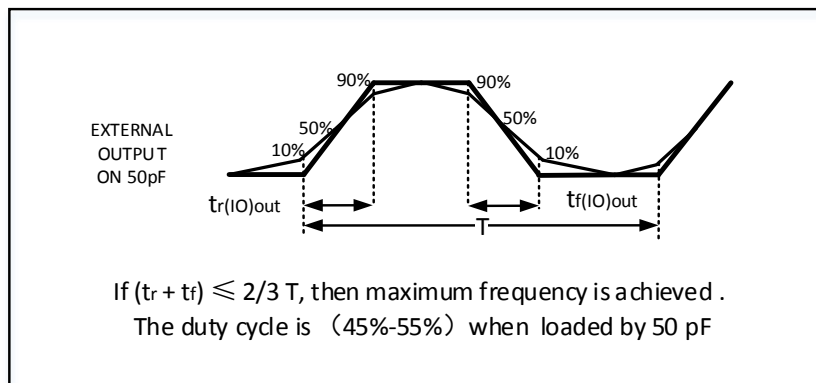 90%
90%
50%
50%
10%
10%
EXTERNAL
OUTPUT
ON 50pF
tr(IO)out
tf(IO)out
T
If (tr + tf) ≤ 2/3 T, then maximum frequency is achieved .
The duty cycle is （45%-55%）when loaded by 50 pF